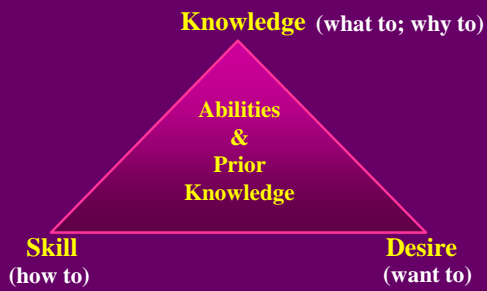 Knowledge (what to; why to)
Abilities
&
Prior
Knowledge
Skill
(how to)
Desire
(want to)